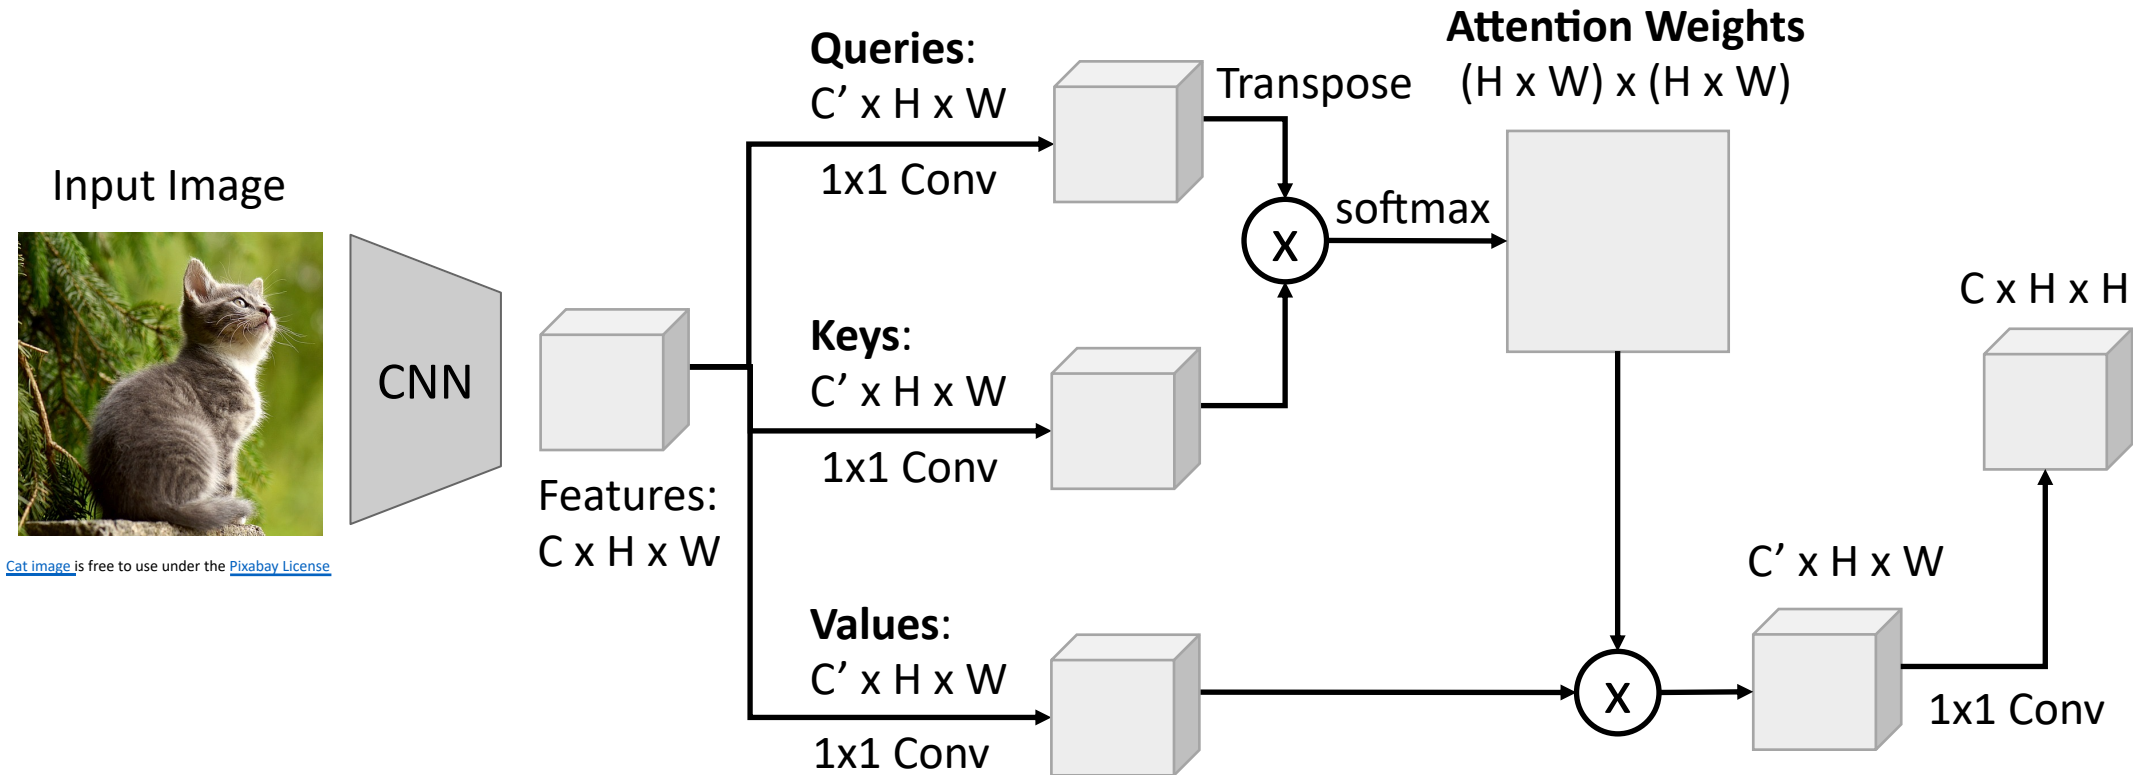 Input Image
Cat image is free to use under the Pixabay License
CNN
Features:
C x H x W
Queries:
C’ x H x W
1x1 Conv
Keys:
C’ x H x W
1x1 Conv
Values:
C’ x H x W
1x1 Conv
Transpose
x
softmax
Attention Weights
(H x W) x (H x W)
x
C’ x H x W
1x1 Conv
C x H x H